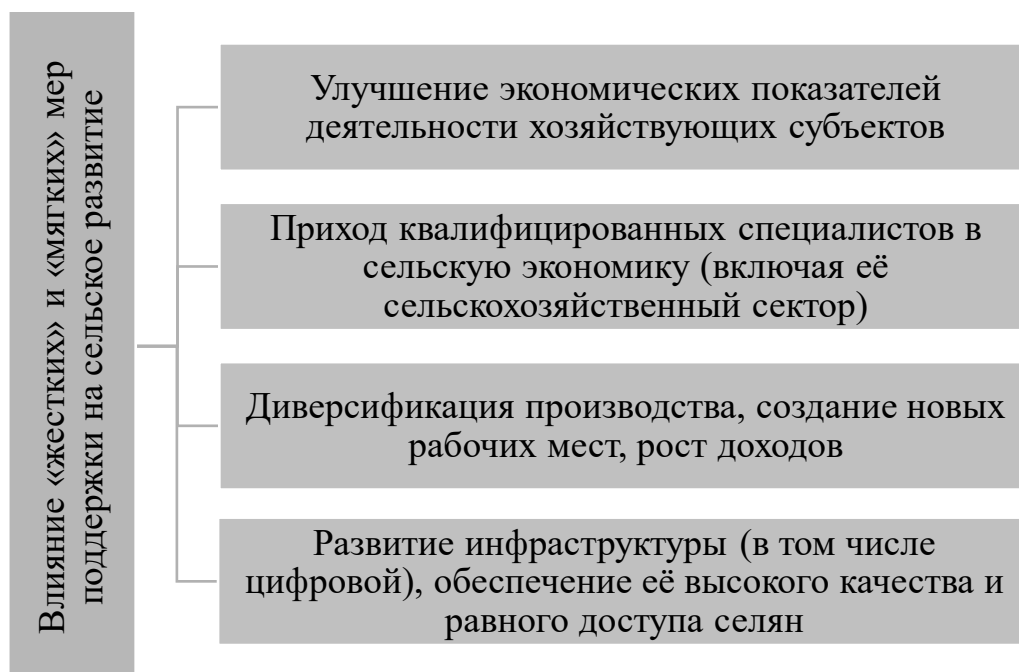 Влияние «жестких» и «мягких» мер
поддержки на сельское развитие
Улучшение экономических показателей
деятельности хозяйствующих субъектов
Приход квалифицированных специалистов в
сельскую экономику (включая её
сельскохозяйственный сектор)
Диверсификация производства, создание новых
рабочих мест, рост доходов
Развитие инфраструктуры (в том числе
цифровой), обеспечение её высокого качества и
равного доступа селян